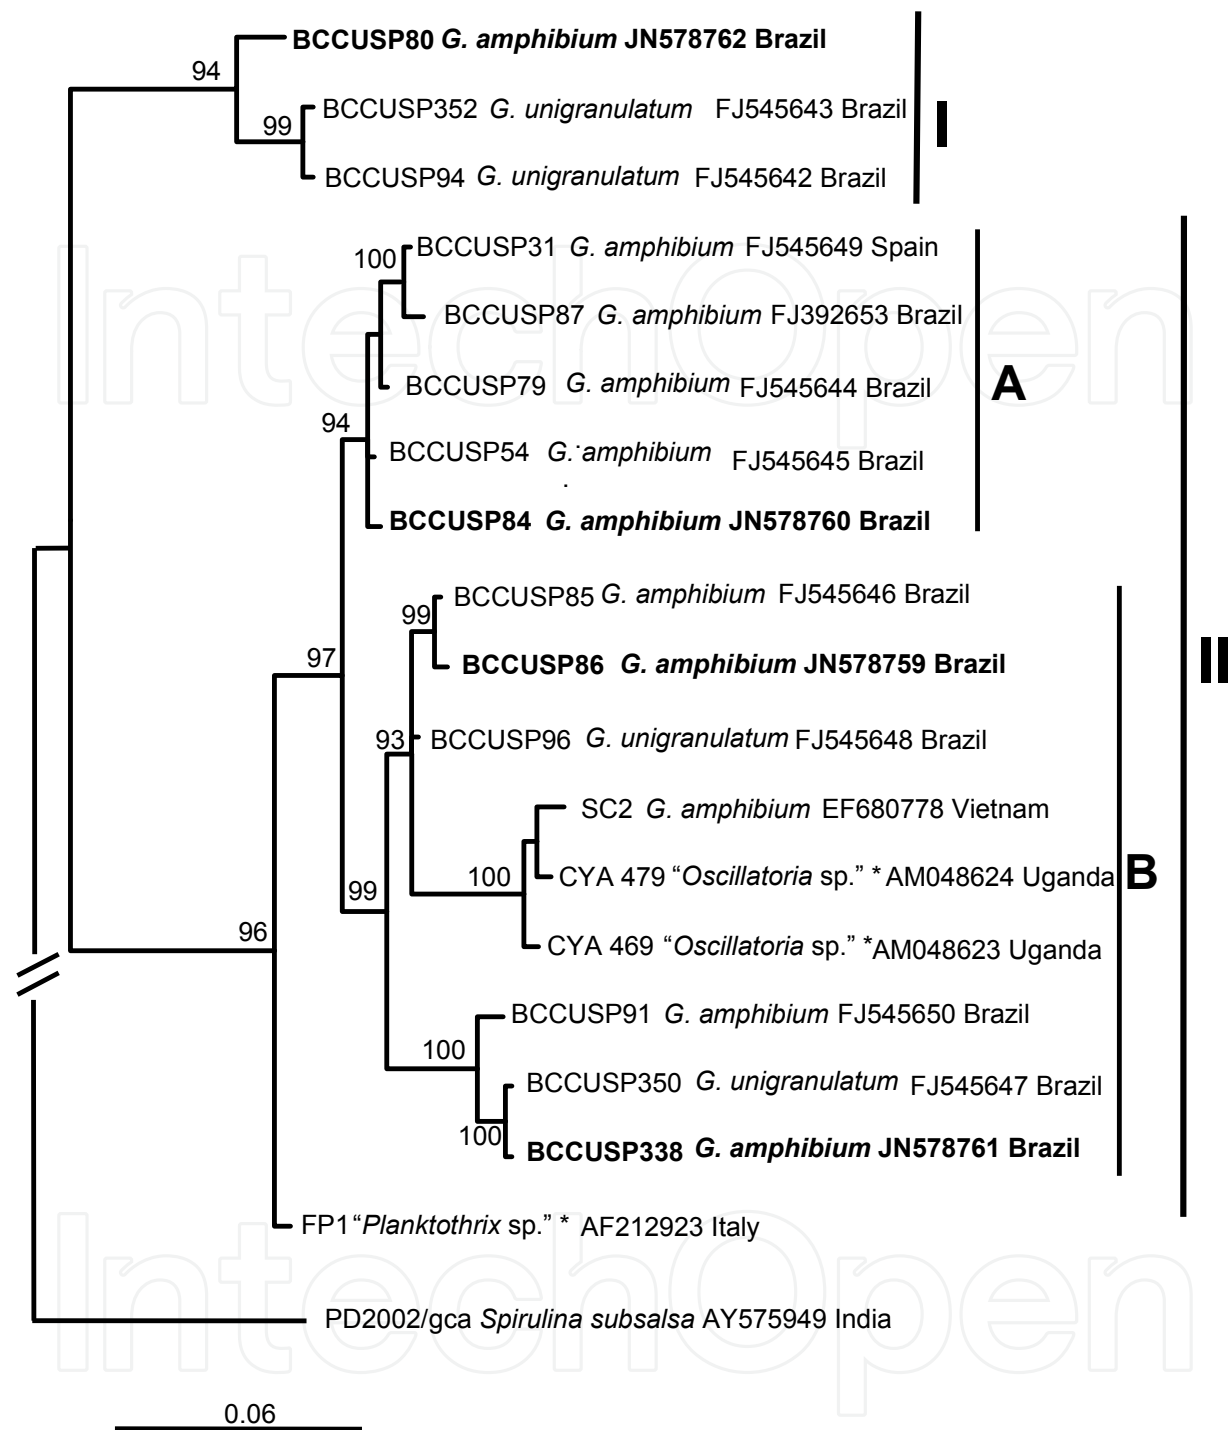 BCCUSP80 G. amphibium JN578762 Brazil
94
BCCUSP352 G. unigranulatum FJ545643 Brazil
I
99
BCCUSP94 G. unigranulatum FJ545642 Brazil
BCCUSP31 G. amphibium FJ545649 Spain
100
BCCUSP87 G. amphibium FJ392653 Brazil
BCCUSP79 G. amphibium FJ545644 Brazil
A
94
BCCUSP54 G. amphibium FJ545645 Brazil
BCCUSP84 G. amphibium JN578760 Brazil
BCCUSP85 G. amphibium FJ545646 Brazil
99
97
BCCUSP86 G. amphibium JN578759 Brazil
II
93
BCCUSP96 G. unigranulatum FJ545648 Brazil
SC2 G. amphibium EF680778 Vietnam
100
CYA 479 “Oscillatoria sp.” * AM048624 Uganda
B
99
96
CYA 469 “Oscillatoria sp.” *AM048623 Uganda
BCCUSP91 G. amphibium FJ545650 Brazil
100
BCCUSP350 G. unigranulatum FJ545647 Brazil
100
BCCUSP338 G. amphibium JN578761 Brazil
FP1 “Planktothrix sp.” * AF212923 Italy
PD2002/gca Spirulina subsalsa AY575949 India
0.06
IntechOpen
IntechOpen